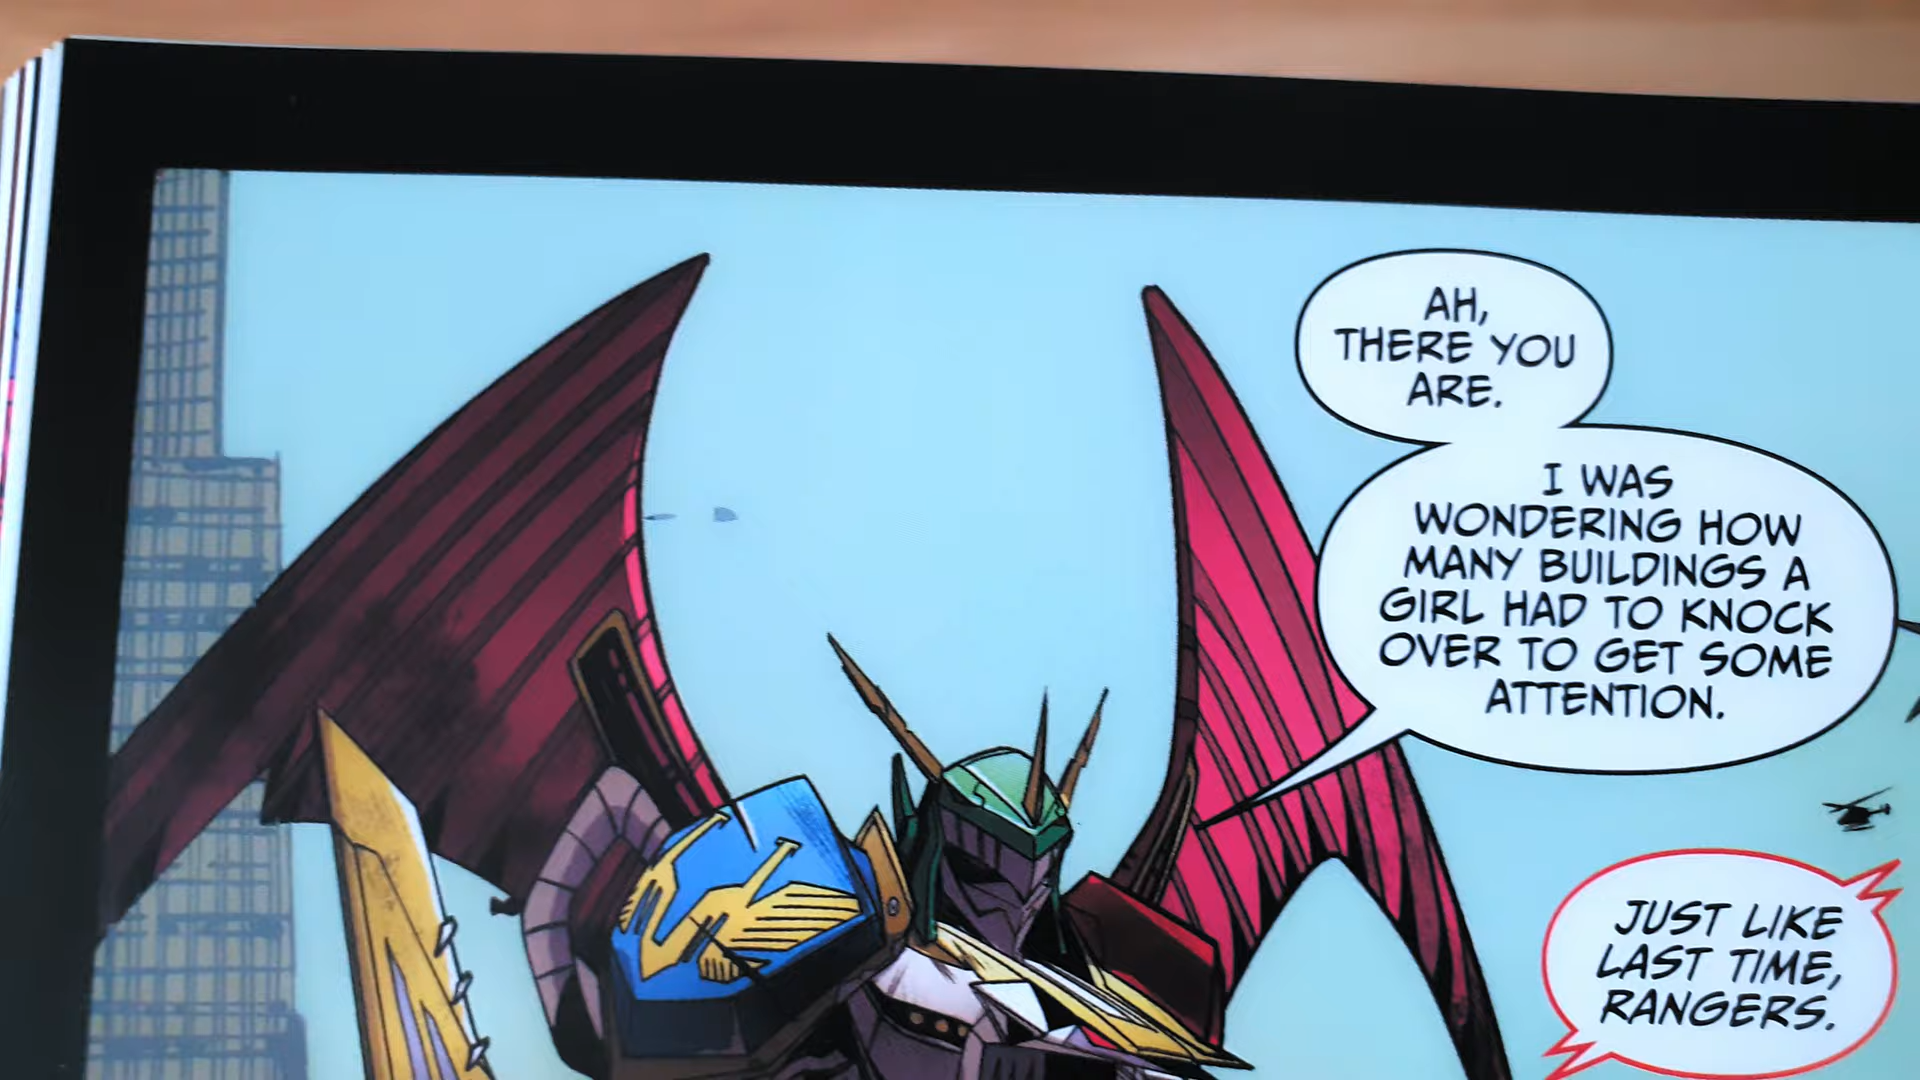 AH,
THERE YOU
ARE.
I WAS
WONDERING HOW
MANY BUILDINGS A
GIRL HAD TO KNOCK
OVER TO GET SOME
ATTENTION.
JUST LIKE
LAST TIME,
RANGERS.